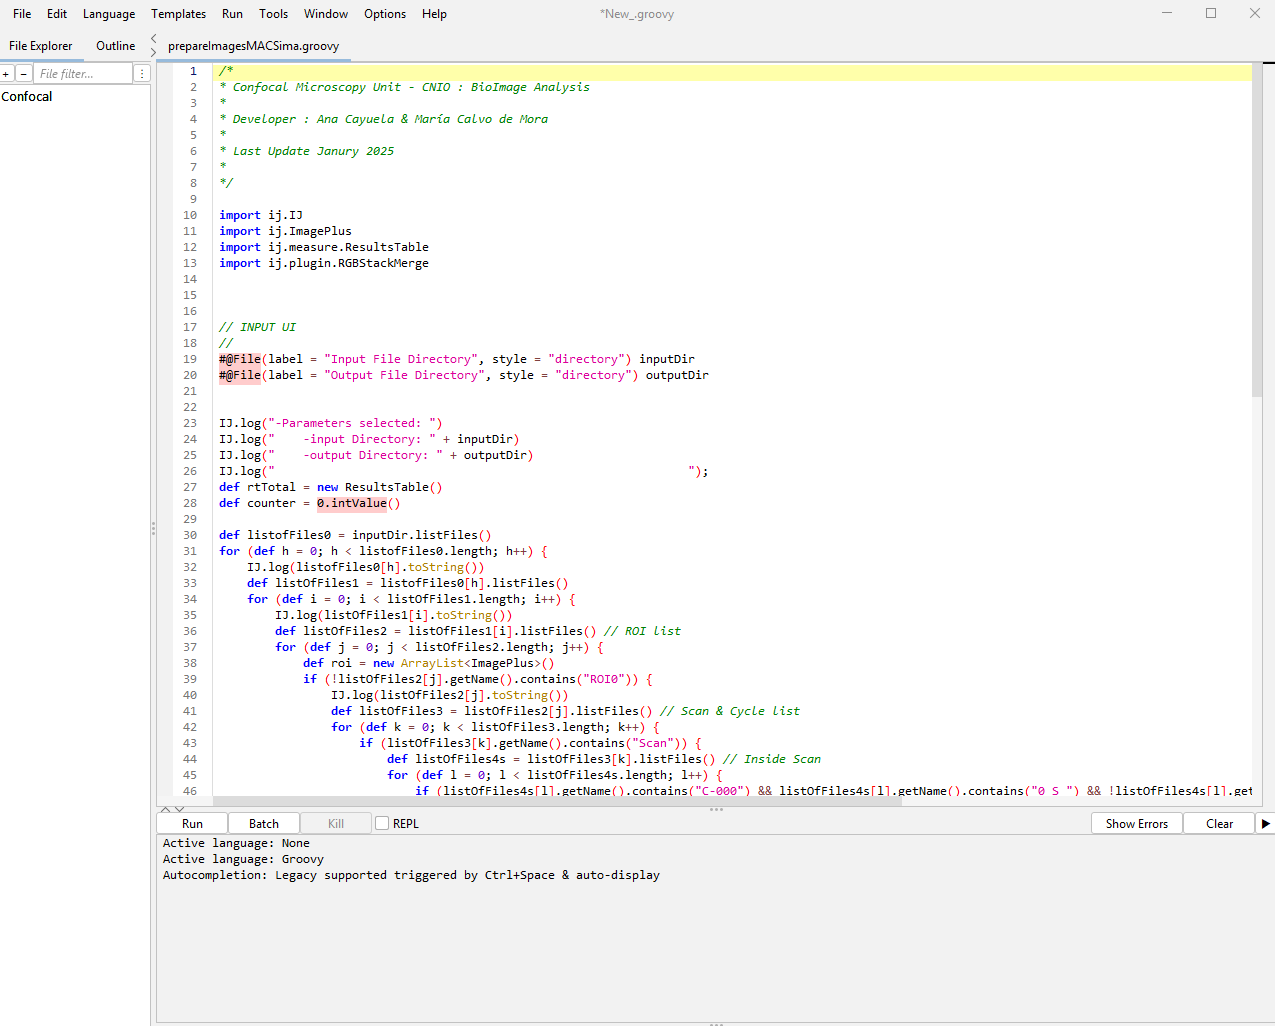 File Edit Language Templates Run Tools Window Options Help *New_.groovy
File Explorer Outline prepareImagesMACSima.groovy
+ - File filter...
Confocal
1 /*
2 * Confocal Microscopy Unit - CNIO : BioImage Analysis
3 *
4 * Developer : Ana Cayuela & María Calvo de Mora
5 *
6 * Last Update Janury 2025
7 *
8 */
9
10 import ij.IJ
11 import ij.ImagePlus
12 import ij.measure.ResultsTable
13 import ij.plugin.RGBStackMerge
14
15
16
17 // INPUT UI
18 //
19 #@File(label = "Input File Directory", style = "directory") inputDir
20 #@File(label = "Output File Directory", style = "directory") outputDir
21
22
23 IJ.log("-Parameters selected: ")
24 IJ.log("    -input Directory: " + inputDir)
25 IJ.log("    -output Directory: " + outputDir)
26 IJ.log("                                                           ");
27 def rtTotal = new ResultsTable()
28 def counter = 0.intValue()
29
30 def listofFiles0 = inputDir.listFiles()
31 for (def h = 0; h < listofFiles0.length; h++) {
32     IJ.log(listofFiles0[h].toString())
33     def listOfFiles1 = listofFiles0[h].listFiles()
34     for (def i = 0; i < listOfFiles1.length; i++) {
35         IJ.log(listOfFiles1[i].toString())
36         def listOfFiles2 = listOfFiles1[i].listFiles() // ROI list
37         for (def j = 0; j < listOfFiles2.length; j++) {
38             def roi = new ArrayList<ImagePlus>()
39             if (!listOfFiles2[j].getName().contains("ROI0")) {
40                 IJ.log(listOfFiles2[j].toString())
41                 def listOfFiles3 = listOfFiles2[j].listFiles() // Scan & Cycle list
42                 for (def k = 0; k < listOfFiles3.length; k++) {
43                     if (listOfFiles3[k].getName().contains("Scan")) {
44                         def listOfFiles4s = listOfFiles3[k].listFiles() // Inside Scan
45                         for (def l = 0; l < listOfFiles4s.length; l++) {
46                             if (listOfFiles4s[l].getName().contains("C-000") && listOfFiles4s[l].getName().contains("0 S ") && !listOfFiles4s[l].get
Run Batch Kill REPL Show Errors Clear
Active language: None
Active language: Groovy
Autocompletion: Legacy supported triggered by Ctrl+Space & auto-display